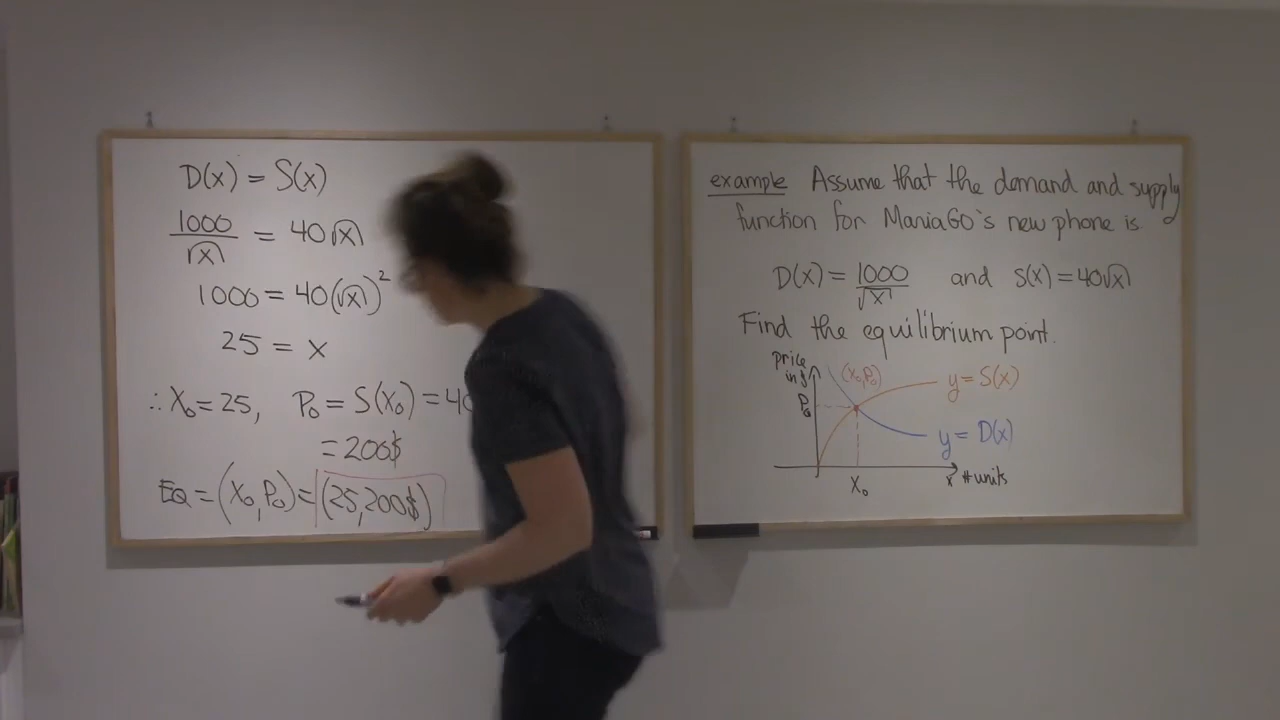 D(x) = S(x)
1000/√x = 40√x
1000 = 40(√x)²
25 = x
∴ X₀ = 25, P₀ = S(X₀) = 40
= 200$
EQ = (X₀, P₀) = (25, 200$)
example Assume that the demand and supply
function for ManiaGo's new phone is
D(x) = 1000/√x and S(x) = 40√x
Find the equilibrium point.
price
in $
(X₀, P₀)
y = S(x)
P₀
y = D(x)
X₀
x # units